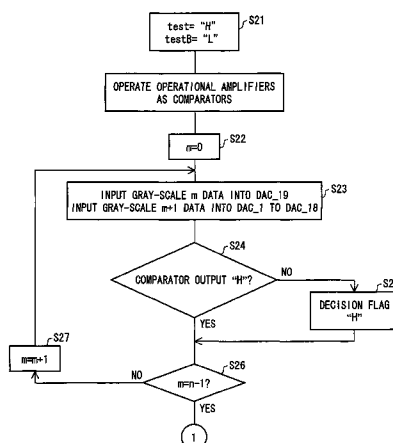 S21
test= "H"
testB= "L"
OPERATE OPERATIONAL AMPLIFIERS
AS COMPARATORS
S22
m=0
S23
INPUT GRAY-SCALE m DATA INTO DAC_19
INPUT GRAY-SCALE m+1 DATA INTO DAC_1 TO DAC_18
S24
COMPARATOR OUTPUT "H"?
NO
DECISION FLAG
"H"
YES
S27
m=m+1
S26
NO
m=n-1?
YES
1